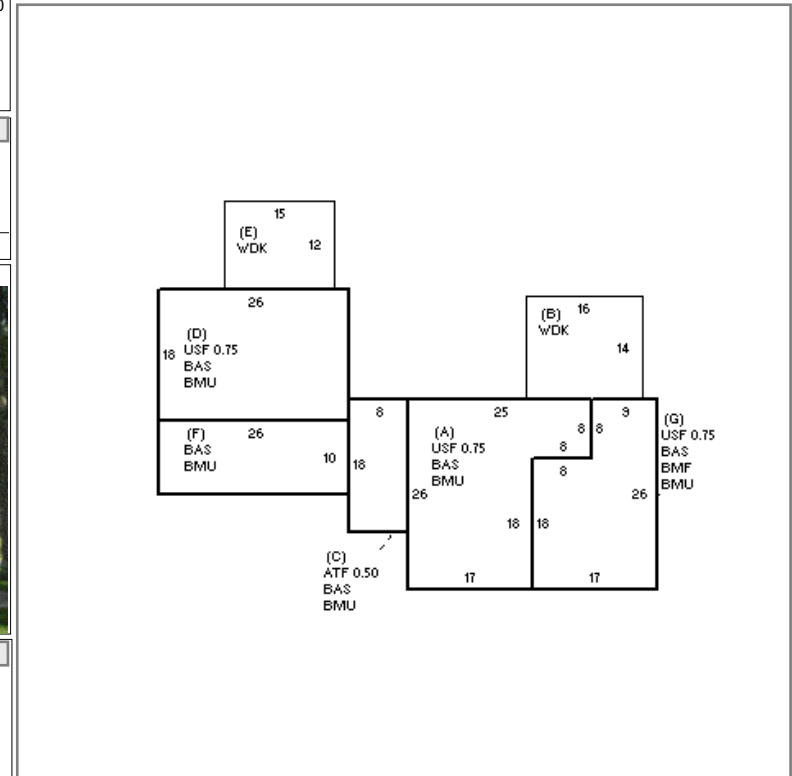 15
(E)
WDK
12
26
(D)
18 USF 0.75
BAS
BMU
16
(B)
WDK
14
(F)
26
BAS
BMU
10
8
18
25
(A)
USF 0.75
BAS
BMU
26
8 8
8
8
9
(G)
USF 0.75
BAS
BMF
BMU
26
18 18
17
17
(C)
ATF 0.50
BAS
BMU